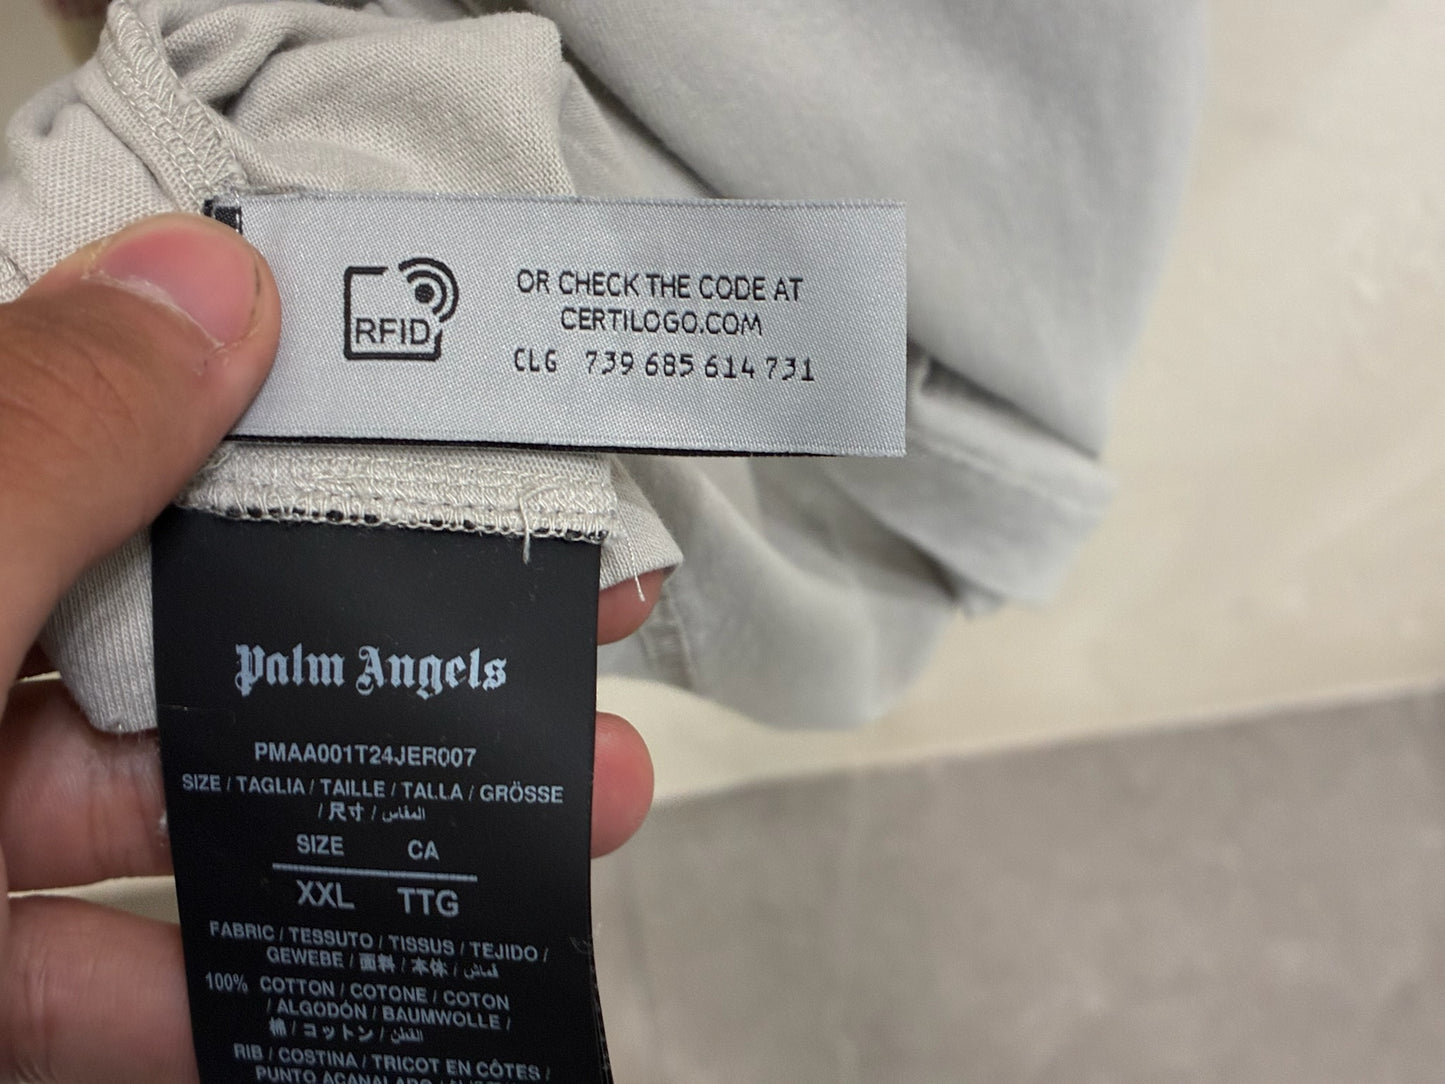 RFID
OR CHECK THE CODE AT
CERTILOGO.COM
CLG 739 685 614 731
Palm Angels
PMAA001T24JER007
SIZE / TAGLIA / TAILLE / TALLA / GRÖSSE
/ 尺寸 / المقاس
SIZE CA
XXL TTG
FABRIC / TESSUTO / TISSUS / TEJIDO /
GEWEBE / 面料 / 本体 / قماش
100% COTTON / COTONE / COTON
/ ALGODÓN / BAUMWOLLE /
棉 / コットン / القطن
RIB / COSTINA / TRICOT EN CÔTES /
PUNTO ACANALADO /